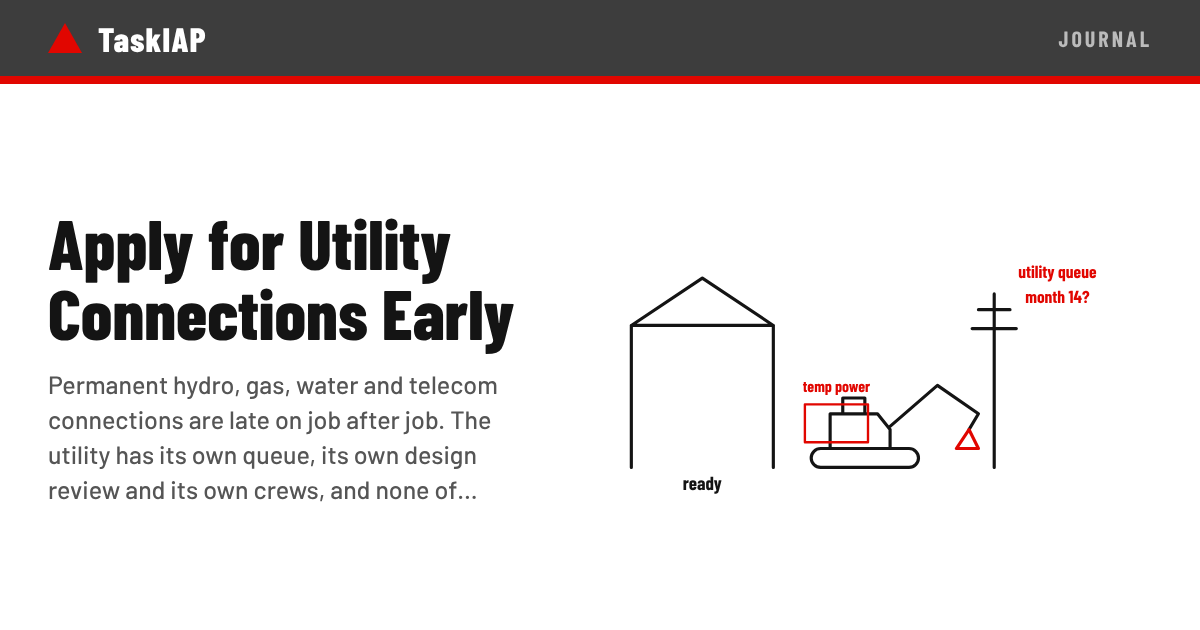 TaskIAP
JOURNAL
Apply for Utility
Connections Early
Permanent hydro, gas, water and telecom
connections are late on job after job. The
utility has its own queue, its own design
review and its own crews, and none of...
utility queue
month 14?
temp power
ready